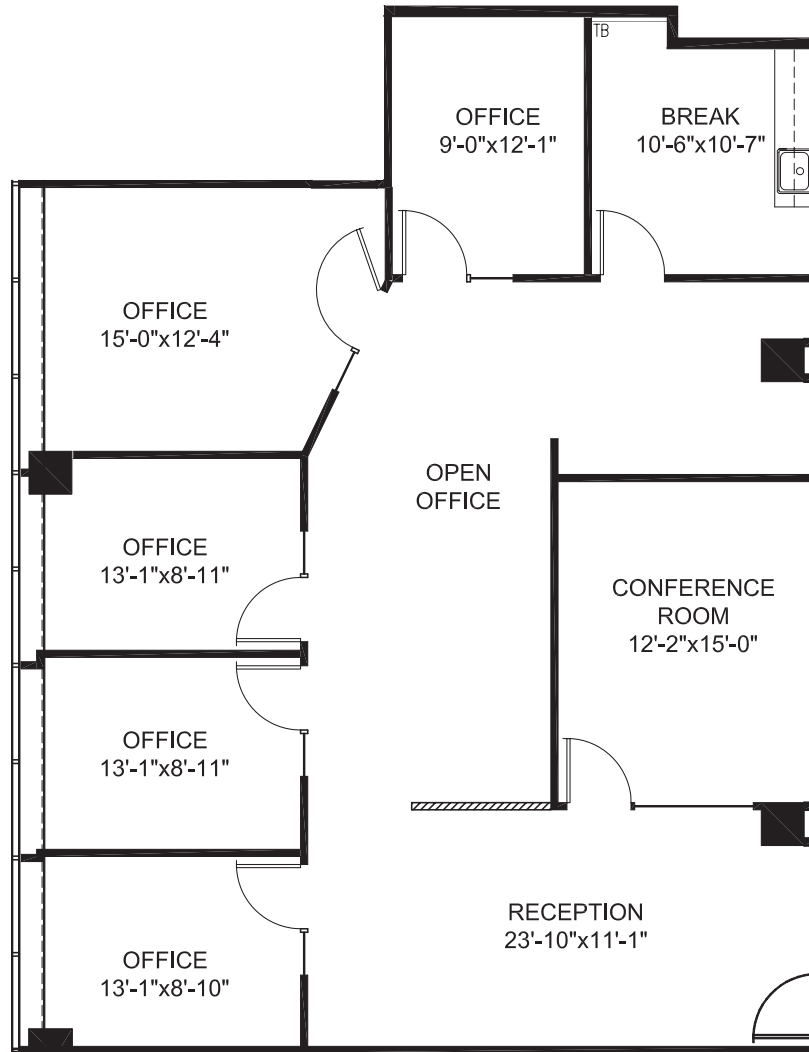 TB
OFFICE
9'-0"x12'-1"
BREAK
10'-6"x10'-7"
OFFICE
15'-0"x12'-4"
OPEN
OFFICE
OFFICE
13'-1"x8'-11"
CONFERENCE
ROOM
12'-2"x15'-0"
OFFICE
13'-1"x8'-11"
RECEPTION
23'-10"x11'-1"
OFFICE
13'-1"x8'-10"